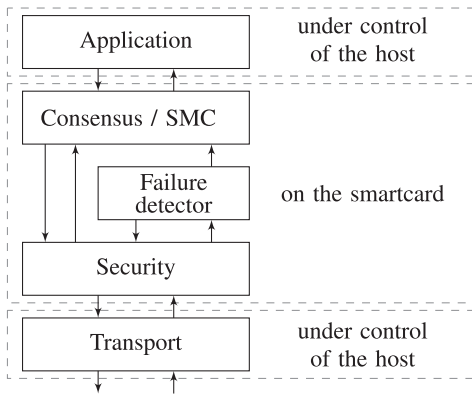 Application
under control
of the host
Consensus / SMC
Failure
detector
on the smartcard
Security
Transport
under control
of the host